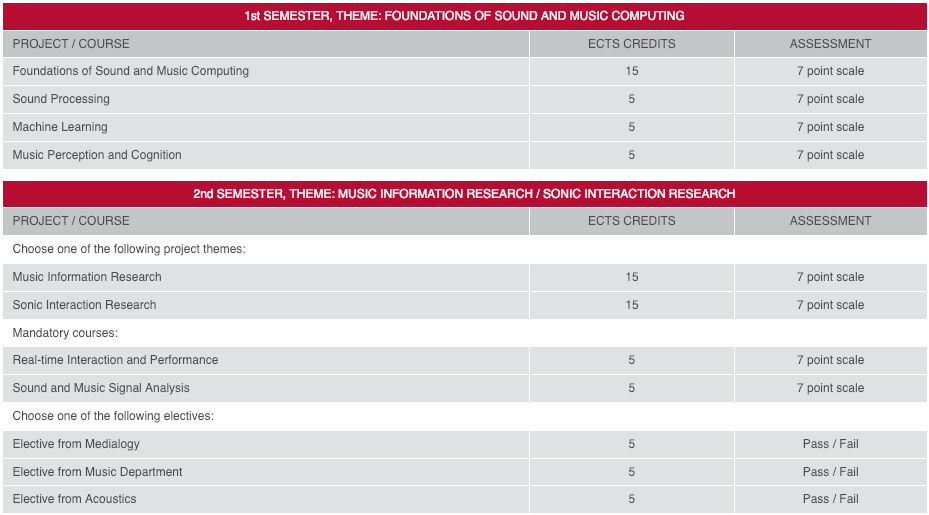 1st SEMESTER, THEME: FOUNDATIONS OF SOUND AND MUSIC COMPUTING
PROJECT / COURSE ECTS CREDITS ASSESSMENT
Foundations of Sound and Music Computing 15 7 point scale
Sound Processing 5 7 point scale
Machine Learning 5 7 point scale
Music Perception and Cognition 5 7 point scale
2nd SEMESTER, THEME: MUSIC INFORMATION RESEARCH / SONIC INTERACTION RESEARCH
PROJECT / COURSE ECTS CREDITS ASSESSMENT
Choose one of the following project themes:
Music Information Research 15 7 point scale
Sonic Interaction Research 15 7 point scale
Mandatory courses:
Real-time Interaction and Performance 5 7 point scale
Sound and Music Signal Analysis 5 7 point scale
Choose one of the following electives:
Elective from Medialogy 5 Pass / Fail
Elective from Music Department 5 Pass / Fail
Elective from Acoustics 5 Pass / Fail